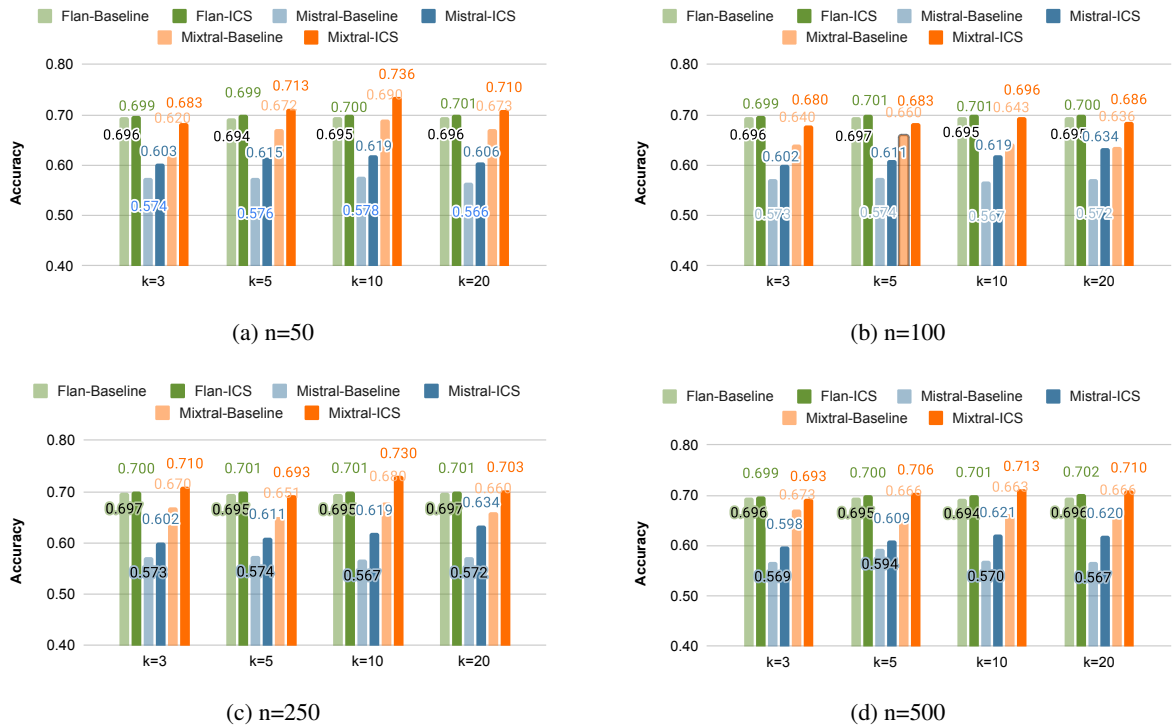 Flan-Baseline Flan-ICS Mistral-Baseline Mistral-ICS
Mixtral-Baseline Mixtral-ICS
Accuracy
0.80
0.70
0.60
0.50
0.40
0.696 0.699 0.574 0.603 0.620 0.683
0.694 0.699 0.576 0.615 0.672 0.713
0.695 0.700 0.578 0.619 0.690 0.736
0.696 0.701 0.566 0.606 0.673 0.710
k=3 k=5 k=10 k=20
(a) n=50
Flan-Baseline Flan-ICS Mistral-Baseline Mistral-ICS
Mixtral-Baseline Mixtral-ICS
Accuracy
0.80
0.70
0.60
0.50
0.40
0.696 0.699 0.573 0.602 0.640 0.680
0.697 0.701 0.574 0.611 0.660 0.683
0.695 0.701 0.567 0.619 0.643 0.696
0.695 0.700 0.572 0.634 0.636 0.686
k=3 k=5 k=10 k=20
(b) n=100
Flan-Baseline Flan-ICS Mistral-Baseline Mistral-ICS
Mixtral-Baseline Mixtral-ICS
Accuracy
0.80
0.70
0.60
0.50
0.40
0.697 0.700 0.573 0.602 0.670 0.710
0.695 0.701 0.574 0.611 0.651 0.693
0.695 0.701 0.567 0.619 0.680 0.730
0.697 0.701 0.572 0.634 0.660 0.703
k=3 k=5 k=10 k=20
(c) n=250
Flan-Baseline Flan-ICS Mistral-Baseline Mistral-ICS
Mixtral-Baseline Mixtral-ICS
Accuracy
0.80
0.70
0.60
0.50
0.40
0.696 0.699 0.569 0.598 0.673 0.693
0.695 0.700 0.594 0.609 0.666 0.706
0.694 0.701 0.570 0.621 0.663 0.713
0.696 0.702 0.567 0.620 0.666 0.710
k=3 k=5 k=10 k=20
(d) n=500